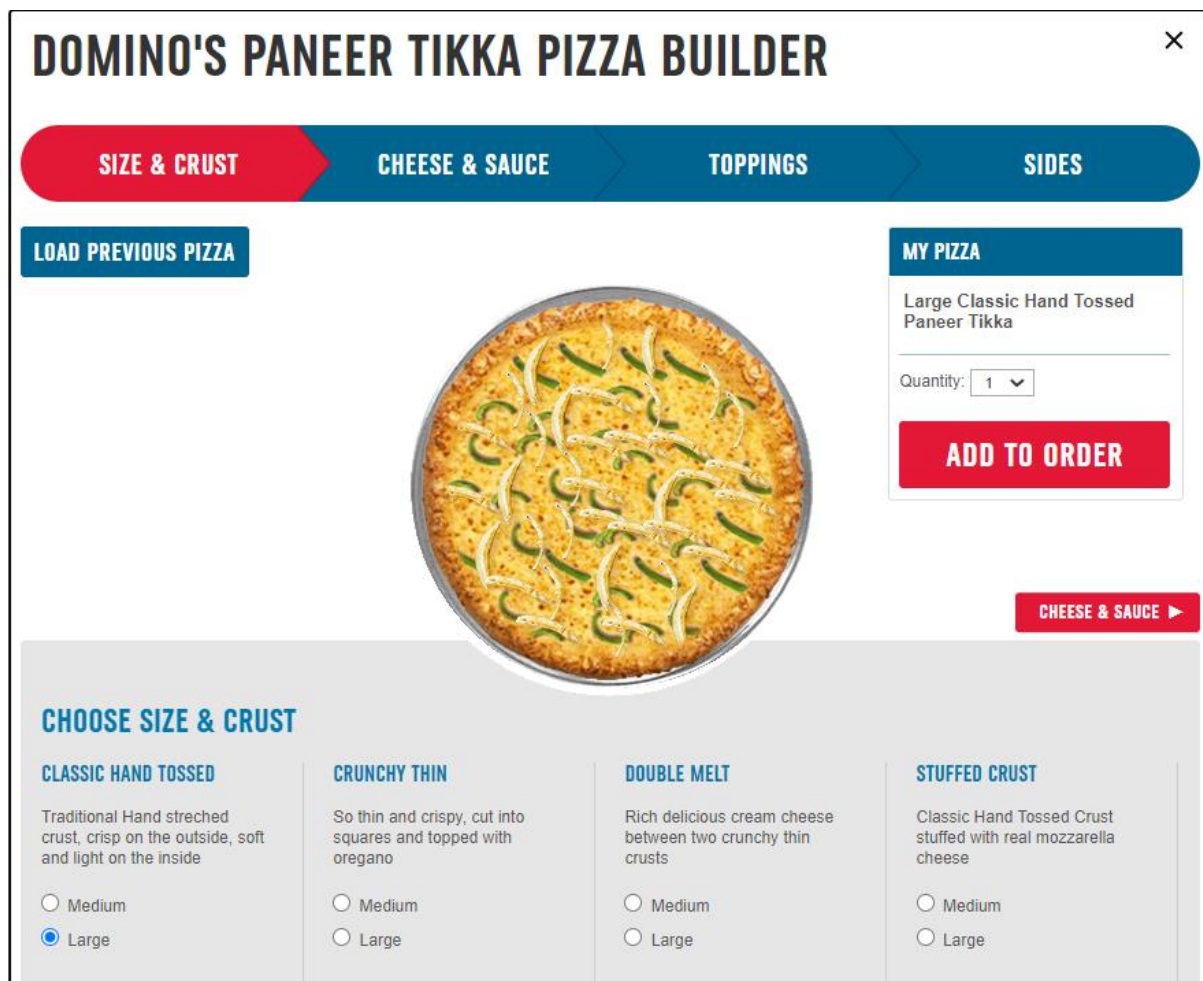 DOMINO'S PANEER TIKKA PIZZA BUILDER
SIZE & CRUST
CHEESE & SAUCE
TOPPINGS
SIDES
LOAD PREVIOUS PIZZA
MY PIZZA
Large Classic Hand Tossed
Paneer Tikka
Quantity: 1
ADD TO ORDER
CHEESE & SAUCE
CHOOSE SIZE & CRUST
CLASSIC HAND TOSSED
Traditional Hand streched
crust, crisp on the outside, soft
and light on the inside
Medium
Large
CRUNCHY THIN
So thin and crispy, cut into
squares and topped with
oregano
Medium
Large
DOUBLE MELT
Rich delicious cream cheese
between two crunchy thin
crusts
Medium
Large
STUFFED CRUST
Classic Hand Tossed Crust
stuffed with real mozzarella
cheese
Medium
Large